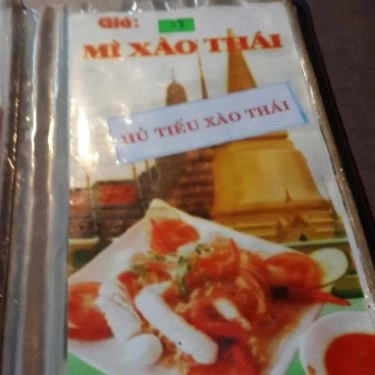 Giá:
MÌ XÀO THÁI
HỦ TIẾU XÀO THÁI